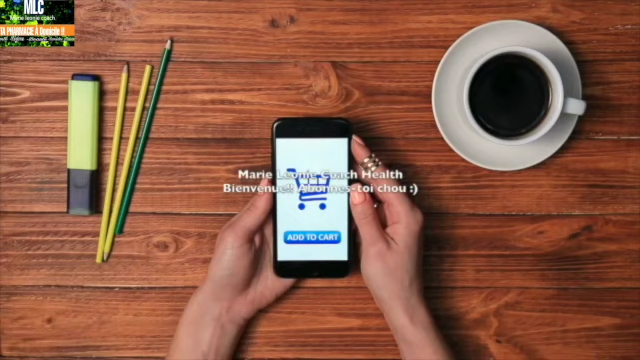 MLC
Marie leonie coach
TA PHARMACIE À Domicile !!
Marie Leonie Coach Health
Bienvenue!! Abonnes-toi chou :)
ADD TO CART